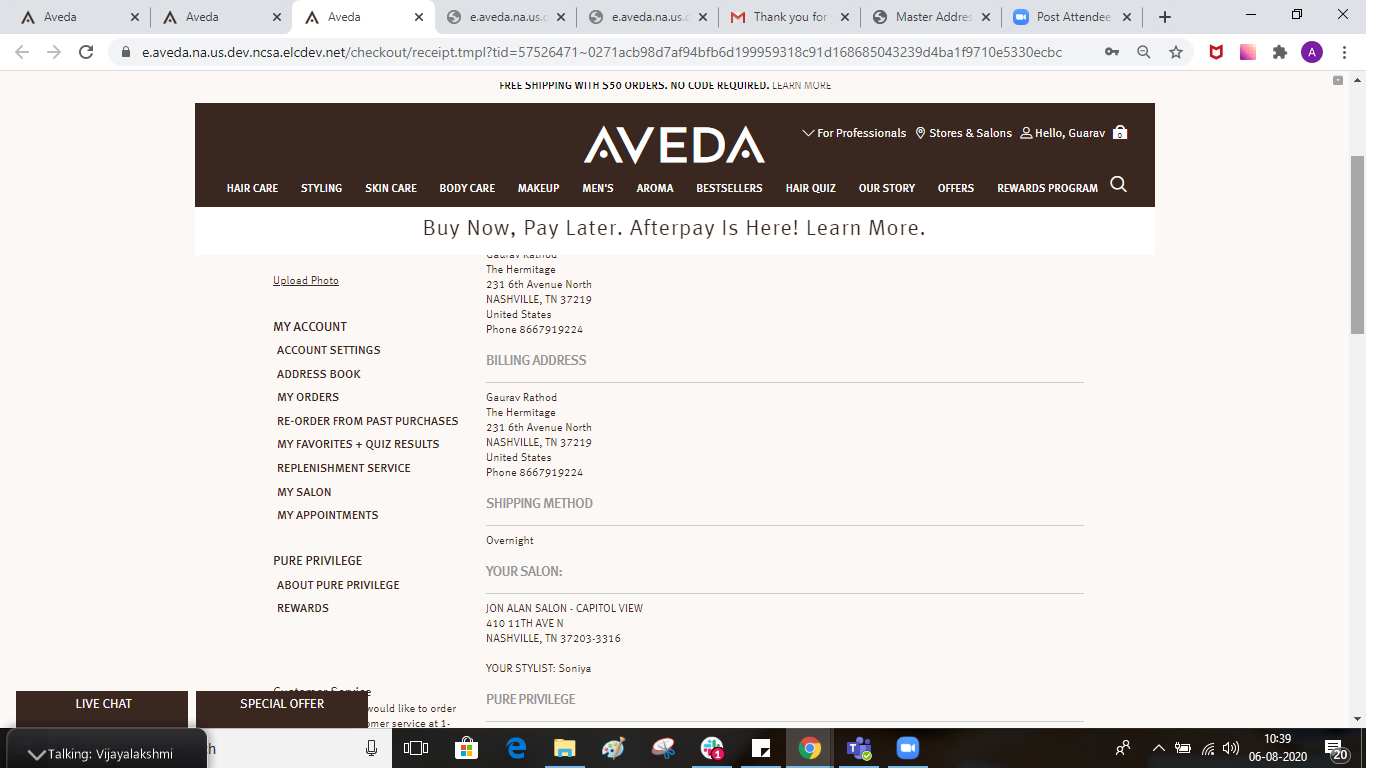 Aveda
Aveda
Aveda
e.aveda.na.us.d
e.aveda.na.us.d
Thank you for
Master Addres
Post Attendee
e.aveda.na.us.dev.ncsa.elcdev.net/checkout/receipt.tmpl?tid=57526471~0271acb98d7af94bfb6d199959318c91d168685043239d4ba1f9710e5330ecbc
A
FREE SHIPPING WITH $30 ORDERS. NO CODE REQUIRED. LEARN MORE
AVEDA
For Professionals
Stores & Salons
Hello, Guarav
0
HAIR CARE
STYLING
SKIN CARE
BODY CARE
MAKEUP
MEN'S
AROMA
BESTSELLERS
HAIR QUIZ
OUR STORY
OFFERS
REWARDS PROGRAM
Buy Now, Pay Later. Afterpay Is Here! Learn More.
Upload Photo
MY ACCOUNT
ACCOUNT SETTINGS
ADDRESS BOOK
MY ORDERS
RE-ORDER FROM PAST PURCHASES
MY FAVORITES + QUIZ RESULTS
REPLENISHMENT SERVICE
MY SALON
MY APPOINTMENTS
PURE PRIVILEGE
ABOUT PURE PRIVILEGE
REWARDS
Customer Service
would like to order
omer service at 1-
Gaurav Rathod
The Hermitage
231 6th Avenue North
NASHVILLE, TN 37219
United States
Phone 8667919224
BILLING ADDRESS
Gaurav Rathod
The Hermitage
231 6th Avenue North
NASHVILLE, TN 37219
United States
Phone 8667919224
SHIPPING METHOD
Overnight
YOUR SALON:
JON ALAN SALON - CAPITOL VIEW
410 11TH AVE N
NASHVILLE, TN 37203-3316
YOUR STYLIST: Soniya
PURE PRIVILEGE
LIVE CHAT
SPECIAL OFFER
Talking: Vijayalakshmi
ch
1
10:39
06-08-2020
20